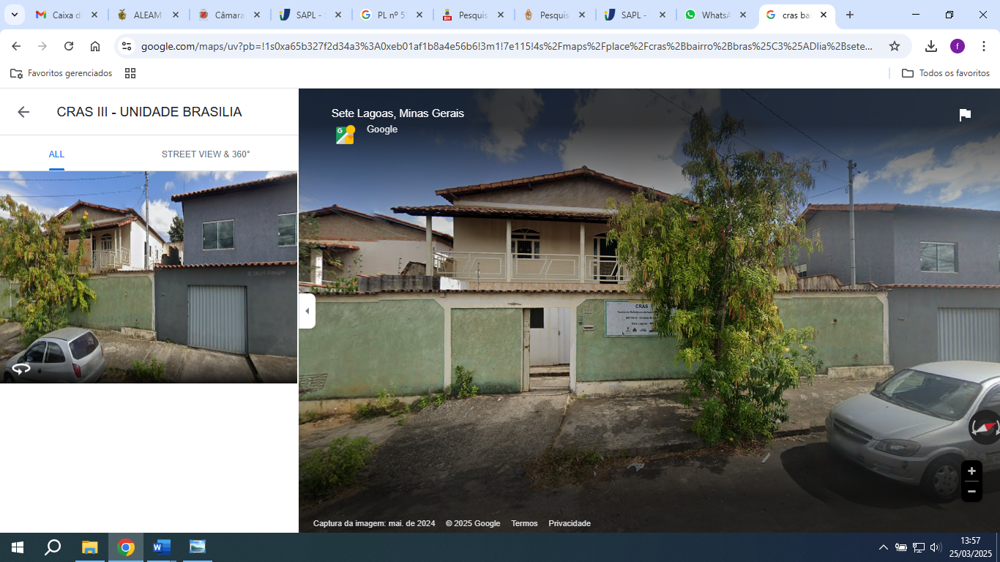 Caixa d
ALEAM
Câmara
SAPL - S
PL nº 5
Pesquis
Pesquis
SAPL -
WhatsA
cras bai
google.com/maps/uv?pb=!1s0xa65b327f2d34a3%3A0xeb01af1b8a4e56b6!3m1!7e115!4s%2Fmaps%2Fplace%2Fcras%2Bbairro%2Bbras%25C3%25ADlia%2Bsete...
f
Favoritos gerenciados
Todos os favoritos
CRAS III - UNIDADE BRASILIA
ALL
STREET VIEW & 360°
© 2024 Google
Sete Lagoas, Minas Gerais
Google
CRAS
Sete Lagoas - M
Captura da imagem: mai. de 2024
© 2025 Google
Termos
Privacidade
13:57
25/03/2025